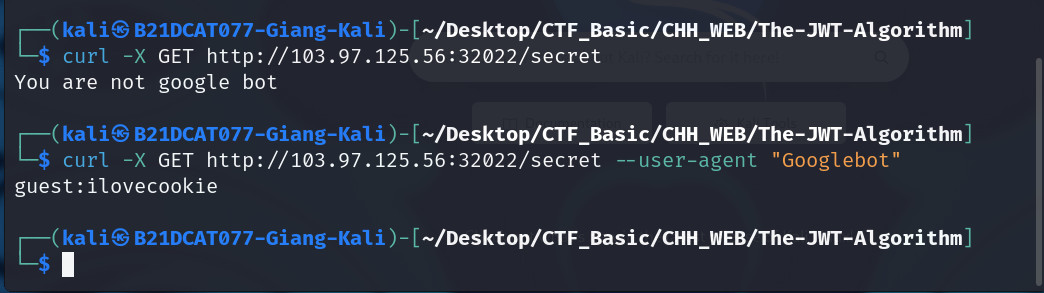 ┌──(kali㉿B21DCAT077-Giang-Kali)-[~/Desktop/CTF_Basic/CHH_WEB/The-JWT-Algorithm]
└─$ curl -X GET http://103.97.125.56:32022/secret
You are not google bot
┌──(kali㉿B21DCAT077-Giang-Kali)-[~/Desktop/CTF_Basic/CHH_WEB/The-JWT-Algorithm]
└─$ curl -X GET http://103.97.125.56:32022/secret --user-agent "Googlebot"
guest:ilovecookie
┌──(kali㉿B21DCAT077-Giang-Kali)-[~/Desktop/CTF_Basic/CHH_WEB/The-JWT-Algorithm]
└─$